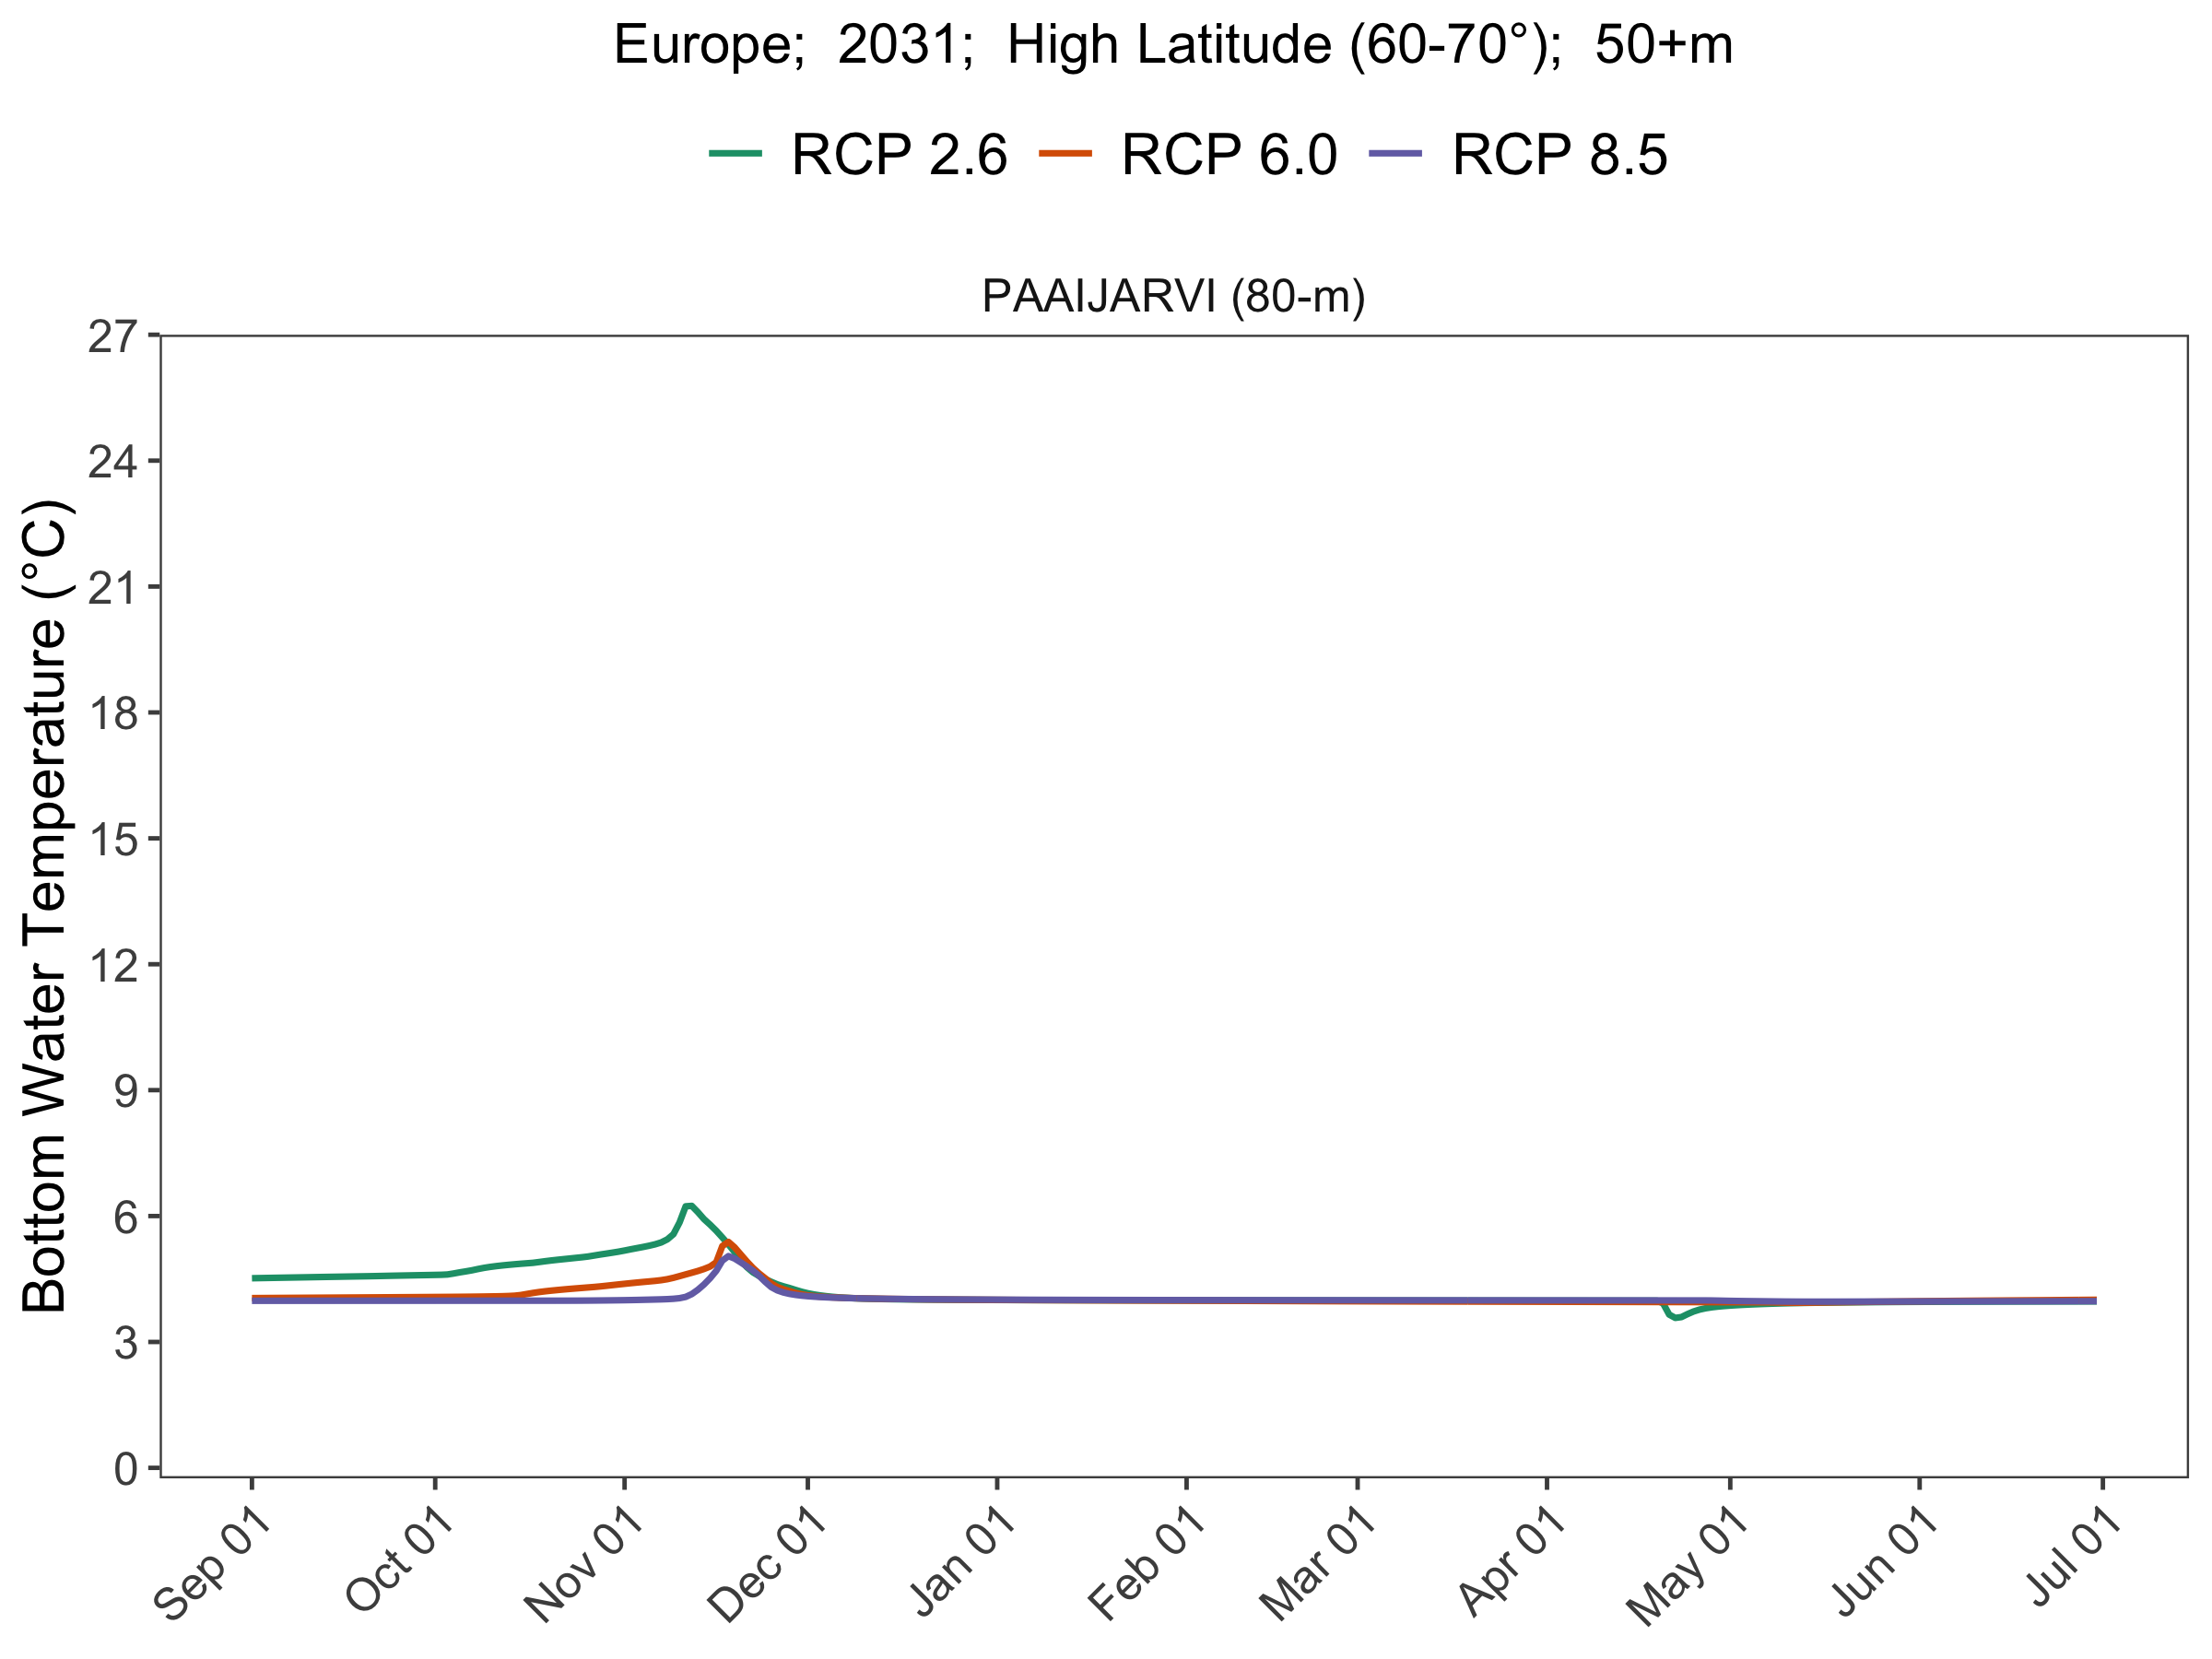 Europe;  2031;  High Latitude (60-70°);  50+m
RCP 2.6 RCP 6.0 RCP 8.5
PAAIJARVI (80-m)
Bottom Water Temperature (°C)
27
24
21
18
15
12
9
6
3
0
Sep 01 Oct 01 Nov 01 Dec 01 Jan 01 Feb 01 Mar 01 Apr 01 May 01 Jun 01 Jul 01